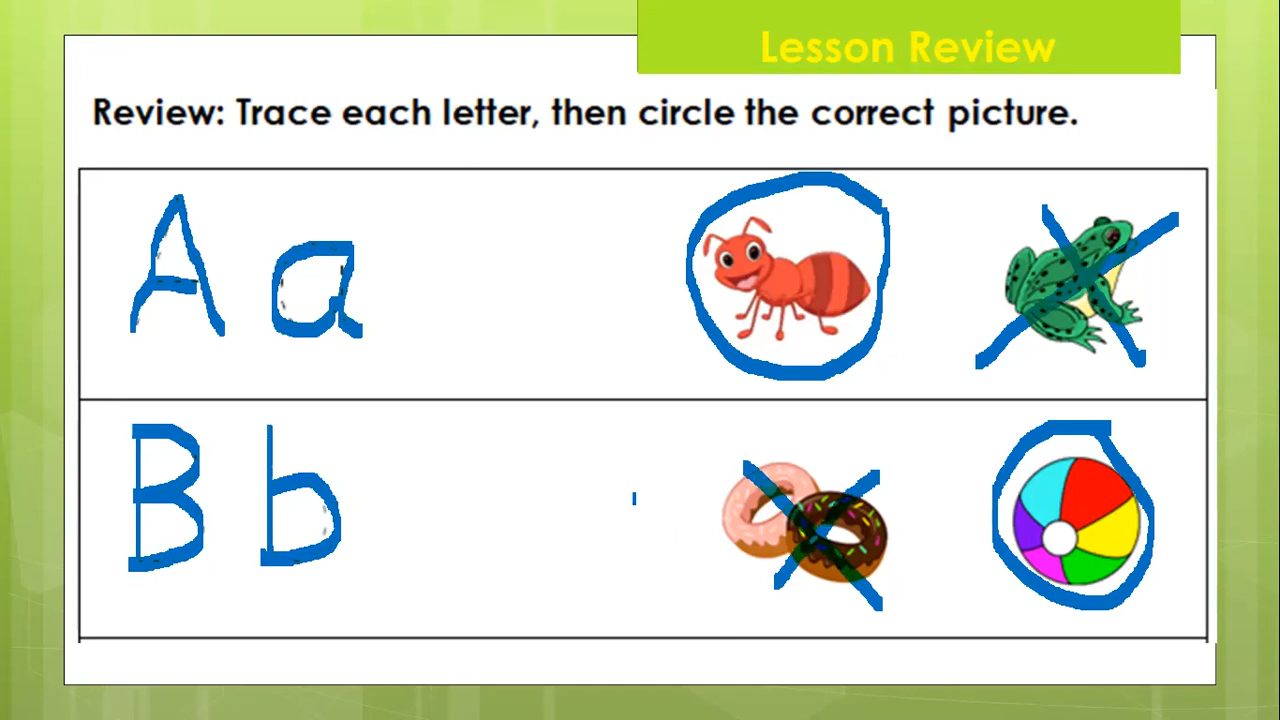 Lesson Review
Review: Trace each letter, then circle the correct picture.
A a
B b